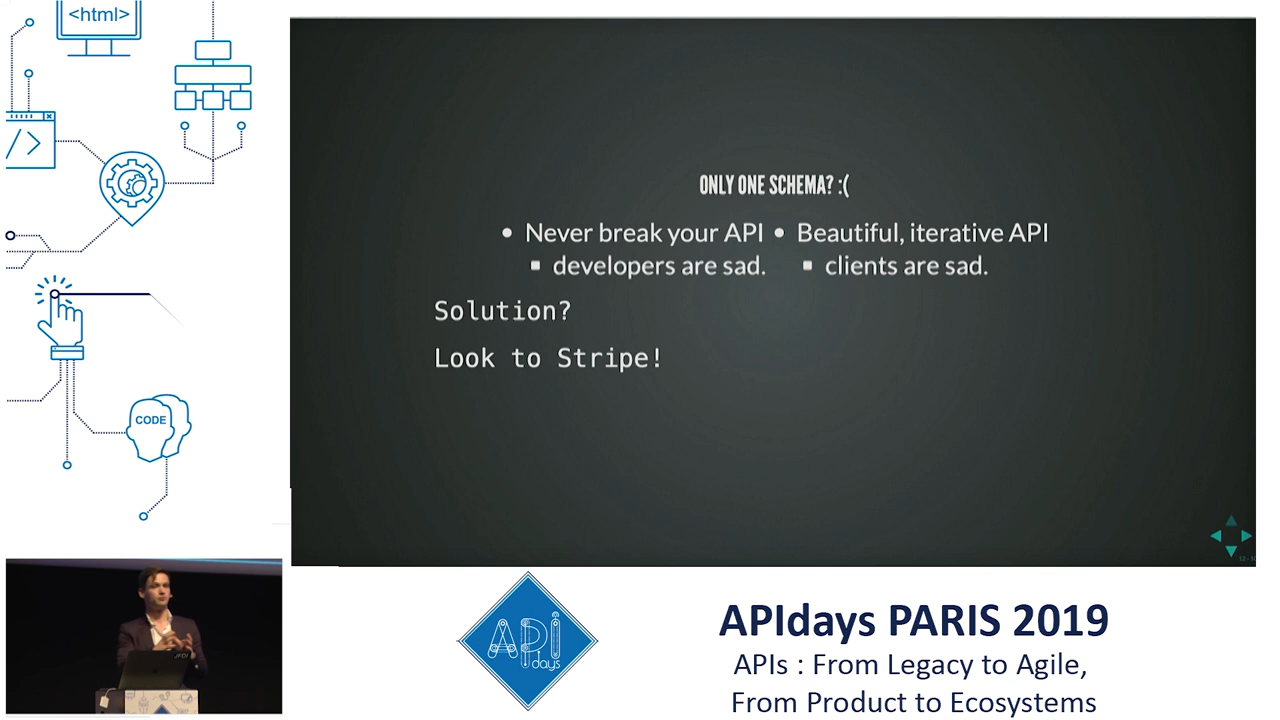 <html>
</>
CODE
ONLY ONE SCHEMA? :(
• Never break your API
▪ developers are sad.
• Beautiful, iterative API
▪ clients are sad.
Solution?
Look to Stripe!
API
days
APIdays PARIS 2019
APIs : From Legacy to Agile,
From Product to Ecosystems